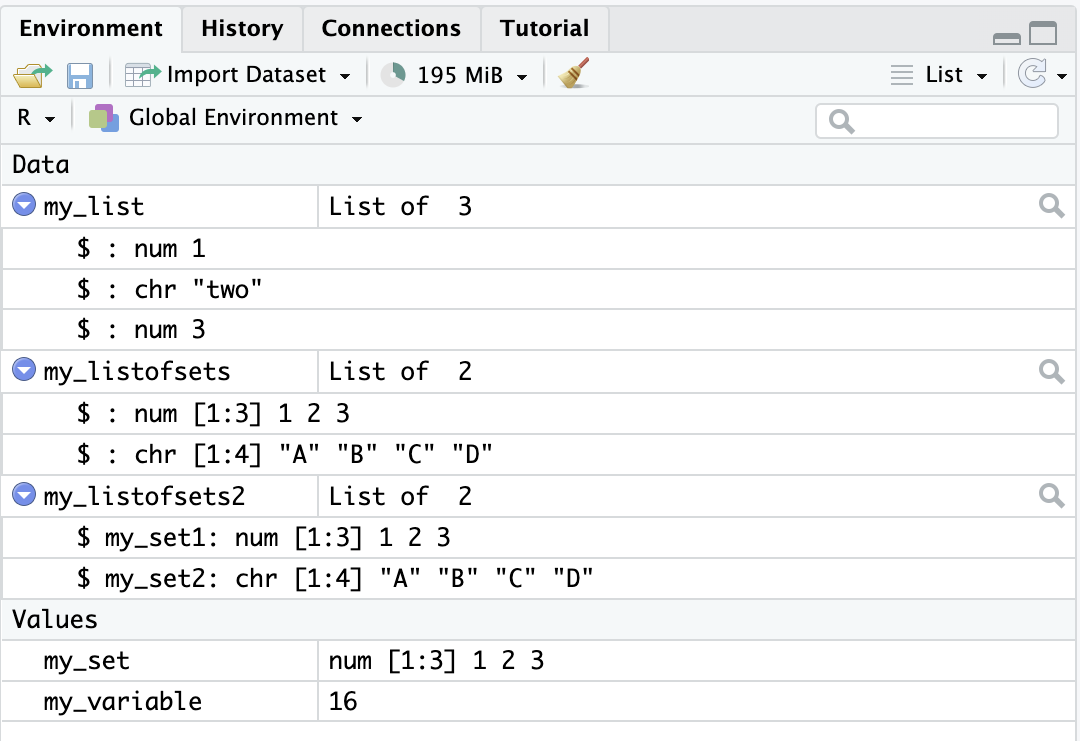 Environment History Connections Tutorial
Import Dataset 195 MiB List
R Global Environment
Data
my_list List of  3
$ : num 1
$ : chr "two"
$ : num 3
my_listofsets List of  2
$ : num [1:3] 1 2 3
$ : chr [1:4] "A" "B" "C" "D"
my_listofsets2 List of  2
$ my_set1: num [1:3] 1 2 3
$ my_set2: chr [1:4] "A" "B" "C" "D"
Values
my_set num [1:3] 1 2 3
my_variable 16